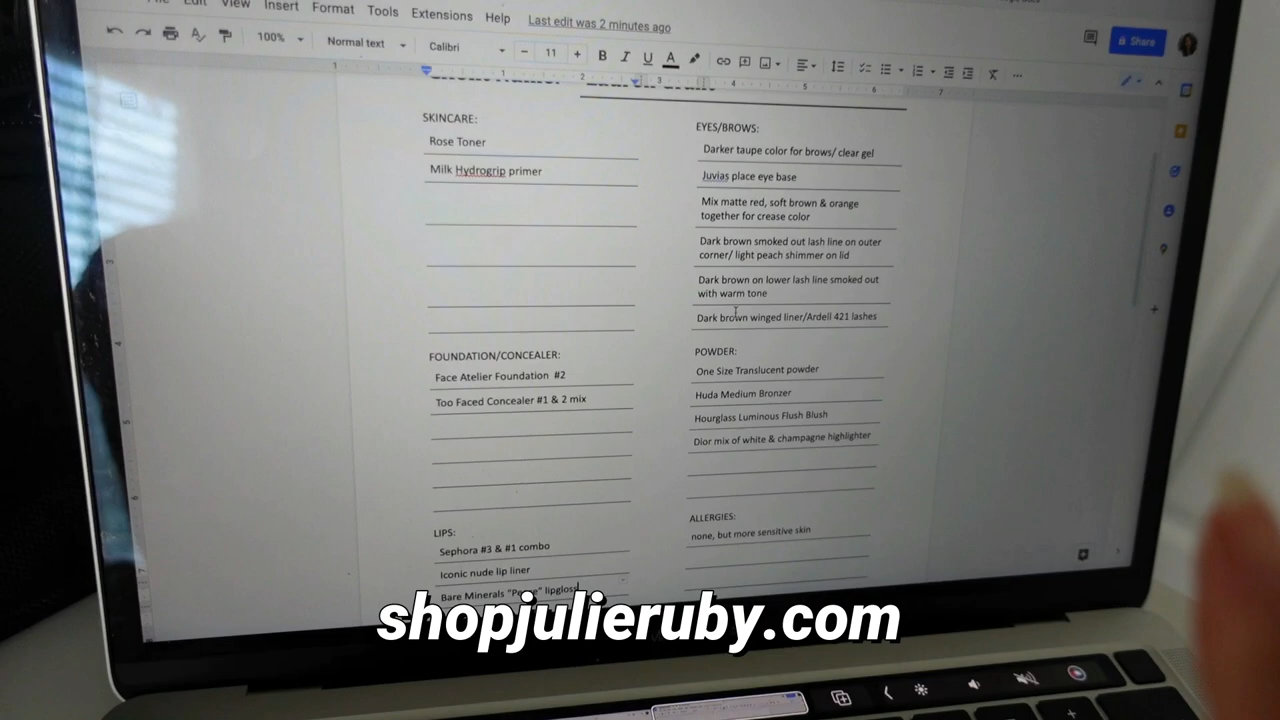 Edit View Insert Format Tools Extensions Help Last edit was 2 minutes ago
100% Normal text Calibri 11 B I U A Share
SKINCARE:
Rose Toner
Milk Hydrogrip primer
FOUNDATION/CONCEALER:
Face Atelier Foundation #2
Too Faced Concealer #1 & 2 mix
LIPS:
Sephora #3 & #1 combo
Iconic nude lip liner
Bare Minerals lipgloss
EYES/BROWS:
Darker taupe color for brows/ clear gel
Juvias place eye base
Mix matte red, soft brown & orange
together for crease color
Dark brown smoked out lash line on outer
corner/ light peach shimmer on lid
Dark brown on lower lash line smoked out
with warm tone
Dark brown winged liner/Ardell 421 lashes
POWDER:
One Size Translucent powder
Huda Medium Bronzer
Hourglass Luminous Flush Blush
Dior mix of white & champagne highlighter
ALLERGIES:
none, but more sensitive skin
shopjulieruby.com